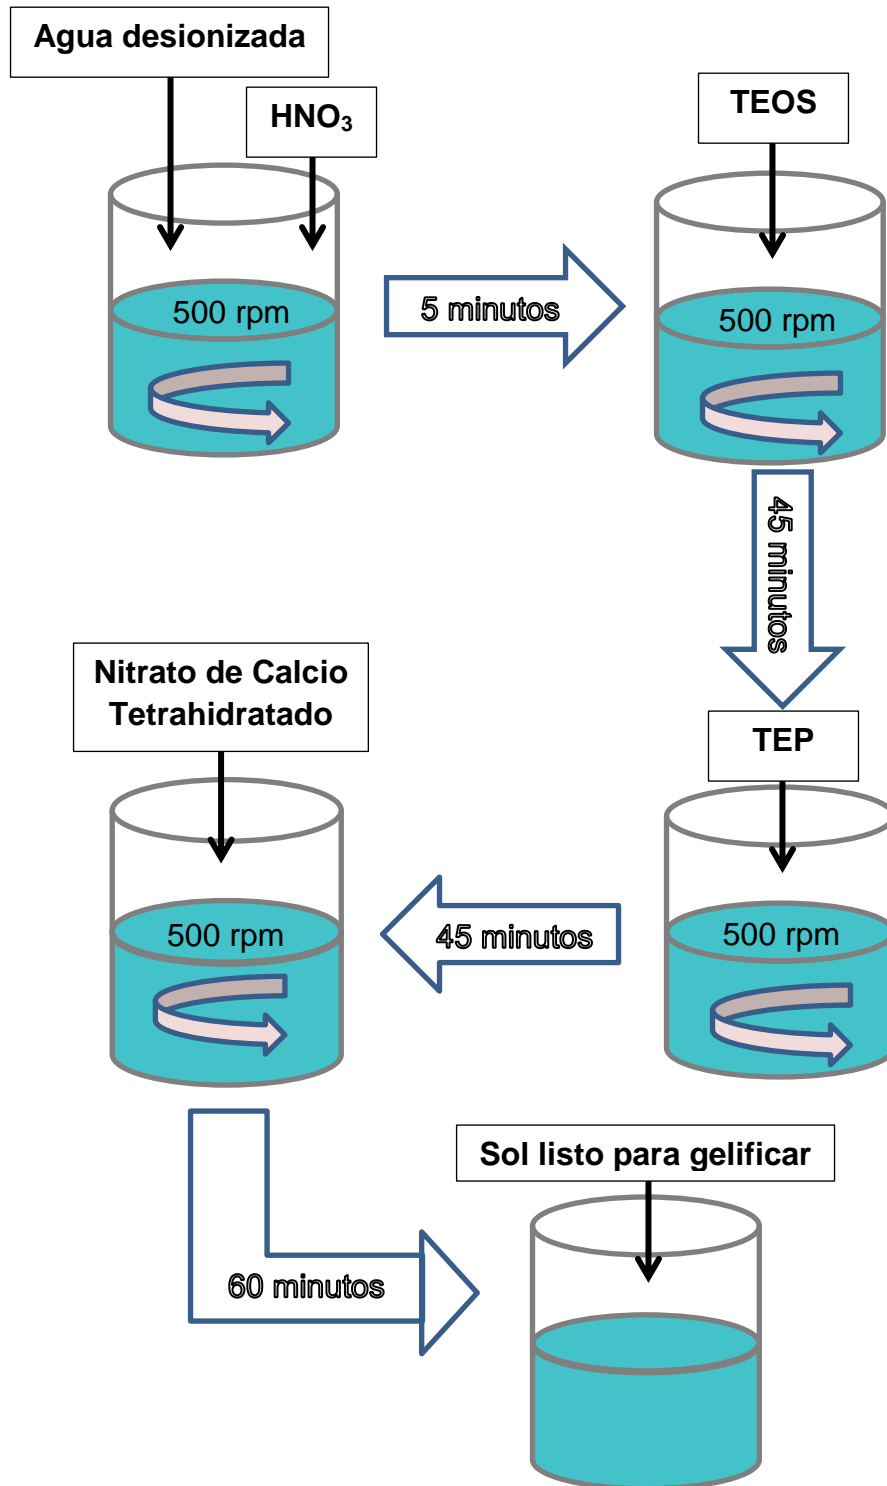 Agua desionizada
HNO₃
500 rpm
5 minutos
TEOS
500 rpm
45 minutos
TEP
500 rpm
45 minutos
Nitrato de Calcio
Tetrahidratado
500 rpm
60 minutos
Sol listo para gelificar